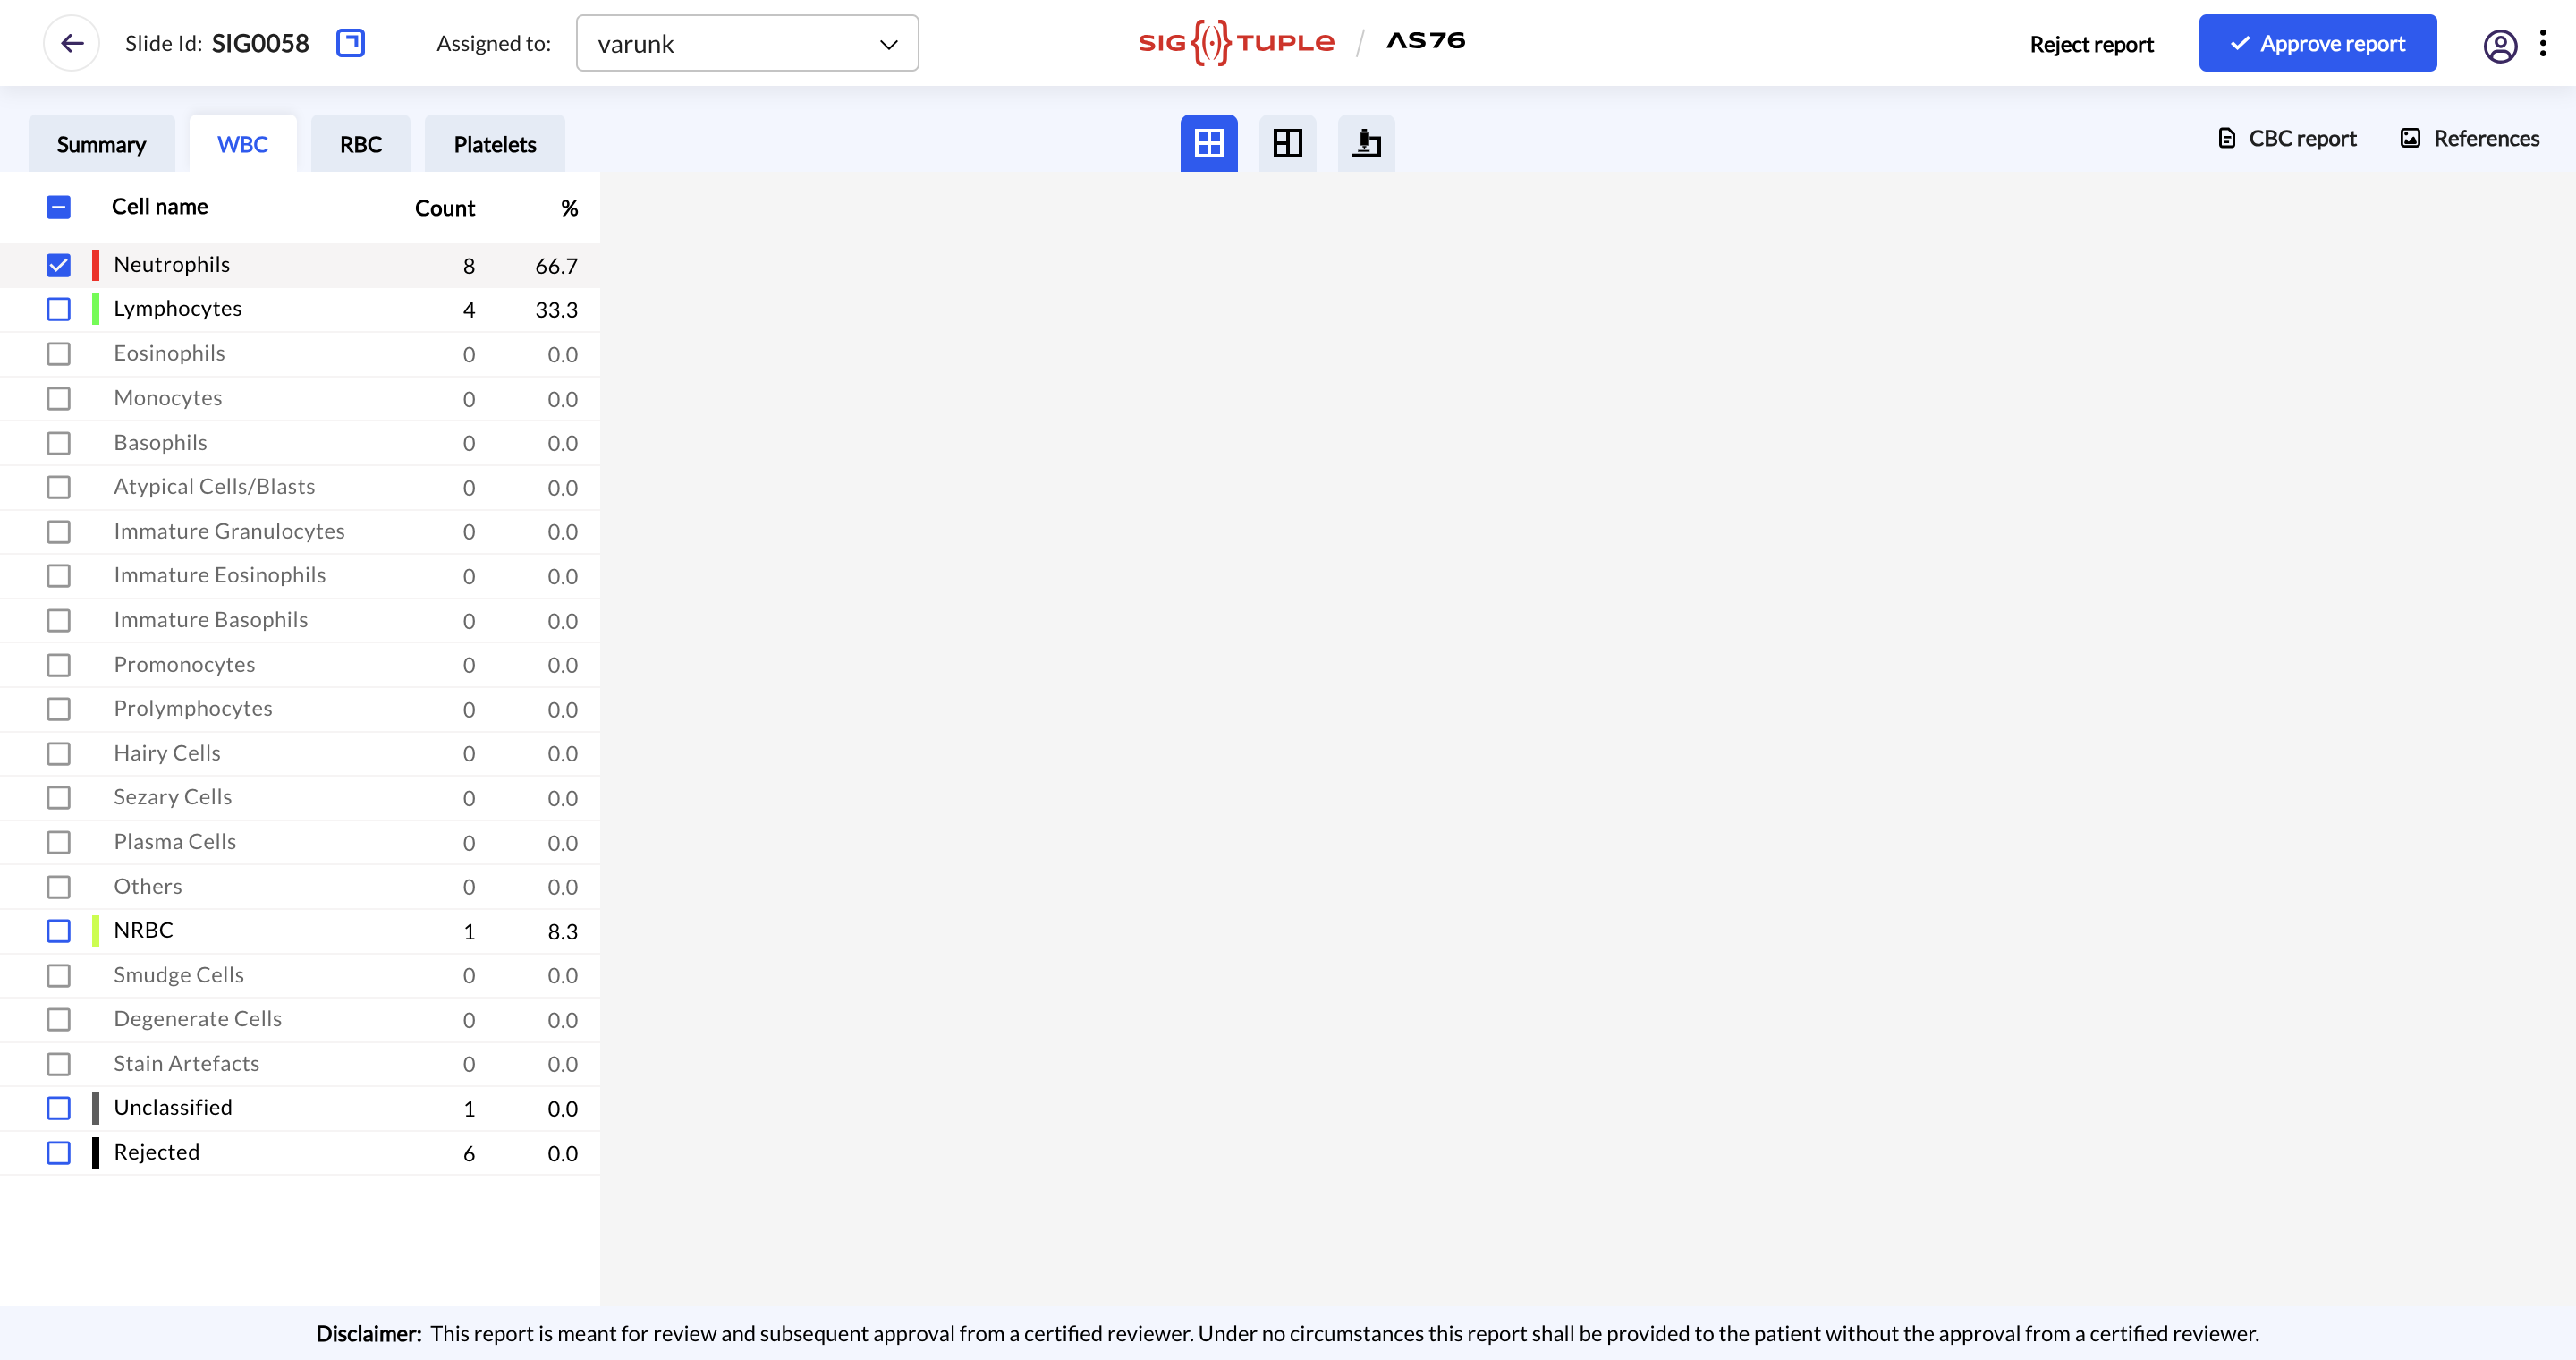 Slide Id: SIG0058 Assigned to: varunk SIG{(·)}TUPLE / AS76 Reject report Approve report
Summary WBC RBC Platelets CBC report References
Cell name Count %
Neutrophils 8 66.7
Lymphocytes 4 33.3
Eosinophils 0 0.0
Monocytes 0 0.0
Basophils 0 0.0
Atypical Cells/Blasts 0 0.0
Immature Granulocytes 0 0.0
Immature Eosinophils 0 0.0
Immature Basophils 0 0.0
Promonocytes 0 0.0
Prolymphocytes 0 0.0
Hairy Cells 0 0.0
Sezary Cells 0 0.0
Plasma Cells 0 0.0
Others 0 0.0
NRBC 1 8.3
Smudge Cells 0 0.0
Degenerate Cells 0 0.0
Stain Artefacts 0 0.0
Unclassified 1 0.0
Rejected 6 0.0
Disclaimer: This report is meant for review and subsequent approval from a certified reviewer. Under no circumstances this report shall be provided to the patient without the approval from a certified reviewer.